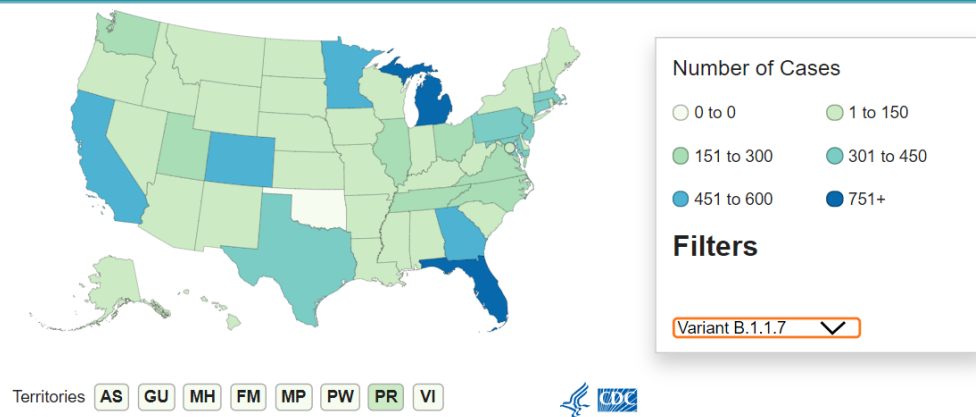 Number of Cases
0 to 0
1 to 150
151 to 300
301 to 450
451 to 600
751+
Filters
Variant B.1.1.7
Territories AS GU MH FM MP PW PR VI
CDC